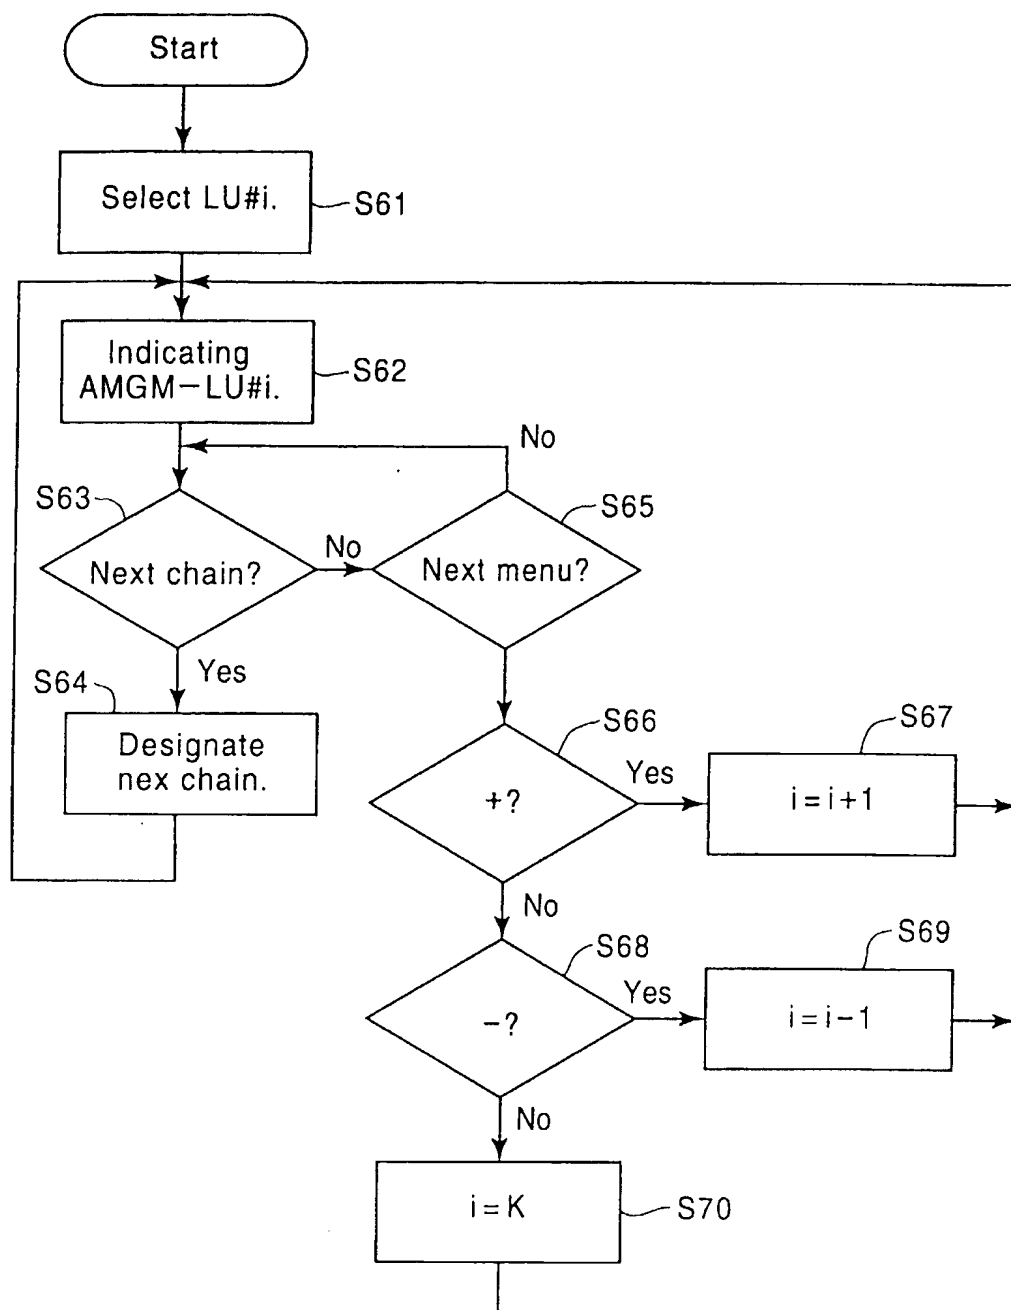 Start
Select LU#i.
S61
Indicating
AMGM−LU#i.
S62
No
S63
Next chain?
No
S65
Next menu?
Yes
S64
Designate
nex chain.
S66
+?
Yes
S67
i=i+1
No
S68
−?
Yes
S69
i=i−1
No
i=K
S70